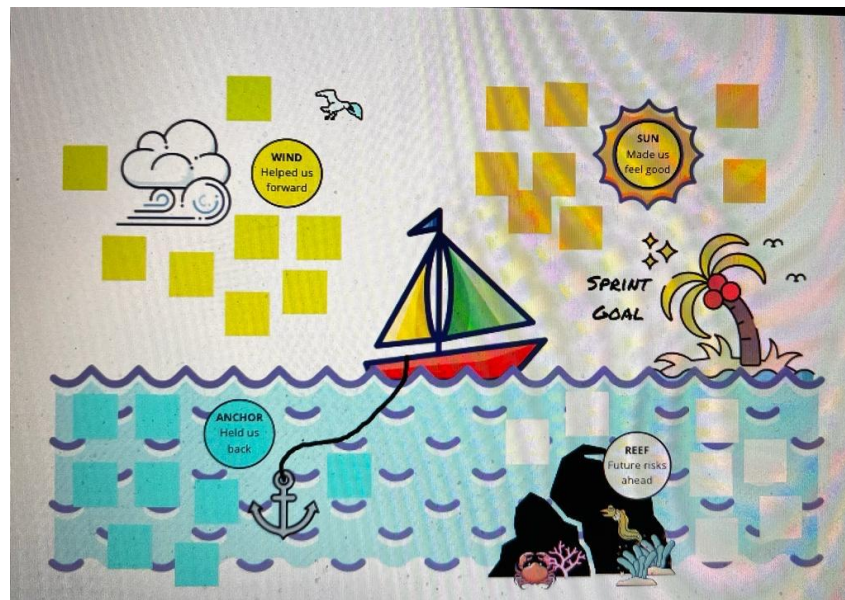 WIND
Helped us
forward
SUN
Made us
feel good
SPRINT
GOAL
ANCHOR
Held us
back
REEF
Future risks
ahead